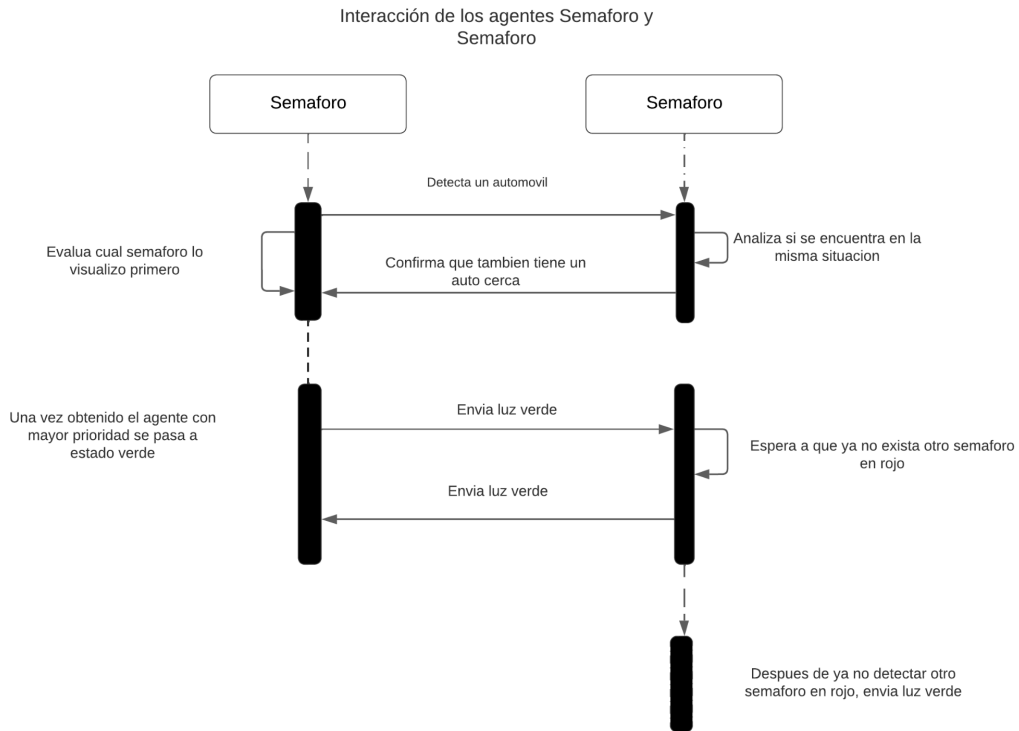 Interacción de los agentes Semaforo y
Semaforo
Semaforo
Semaforo
Detecta un automovil
Evalua cual semaforo lo
visualizo primero
Analiza si se encuentra en la
misma situacion
Confirma que tambien tiene un
auto cerca
Una vez obtenido el agente con
mayor prioridad se pasa a
estado verde
Envia luz verde
Espera a que ya no exista otro semaforo
en rojo
Envia luz verde
Despues de ya no detectar otro
semaforo en rojo, envia luz verde